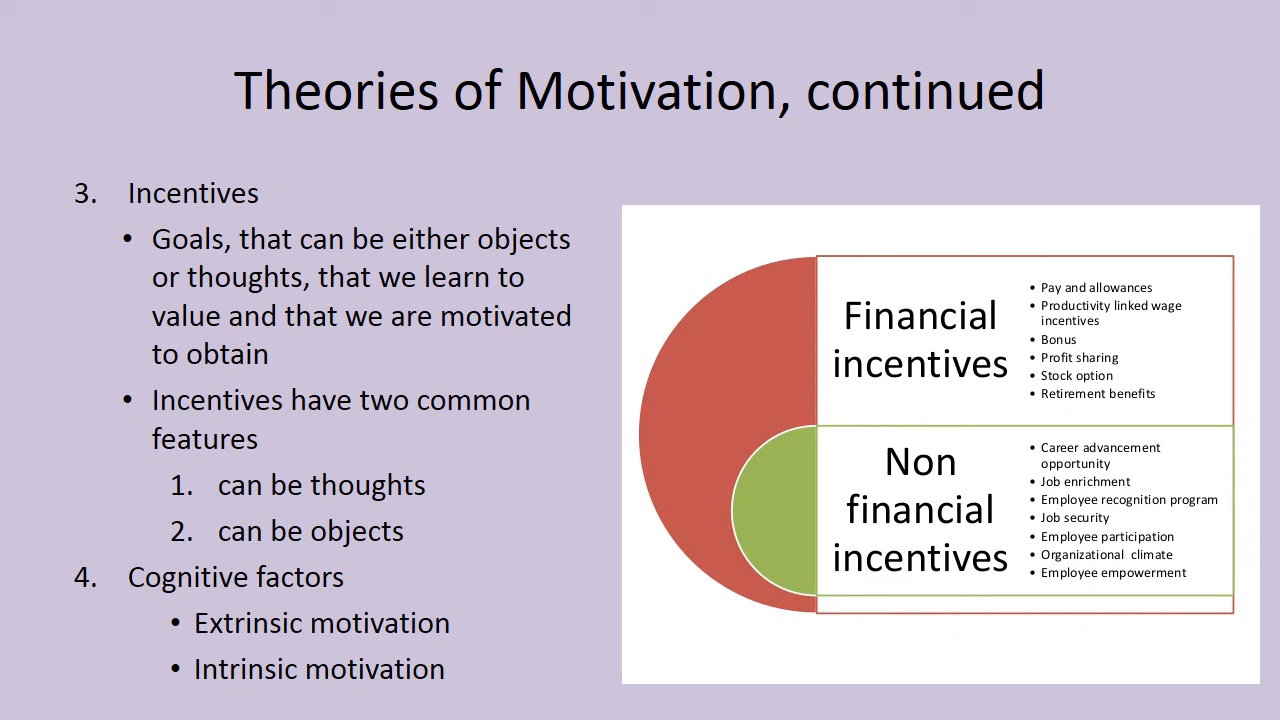 Theories of Motivation, continued
3. Incentives
• Goals, that can be either objects
or thoughts, that we learn to
value and that we are motivated
to obtain
• Incentives have two common
features
1. can be thoughts
2. can be objects
4. Cognitive factors
• Extrinsic motivation
• Intrinsic motivation
Financial
incentives
• Pay and allowances
• Productivity linked wage
incentives
• Bonus
• Profit sharing
• Stock option
• Retirement benefits
Non
financial
incentives
• Career advancement
opportunity
• Job enrichment
• Employee recognition program
• Job security
• Employee participation
• Organizational climate
• Employee empowerment